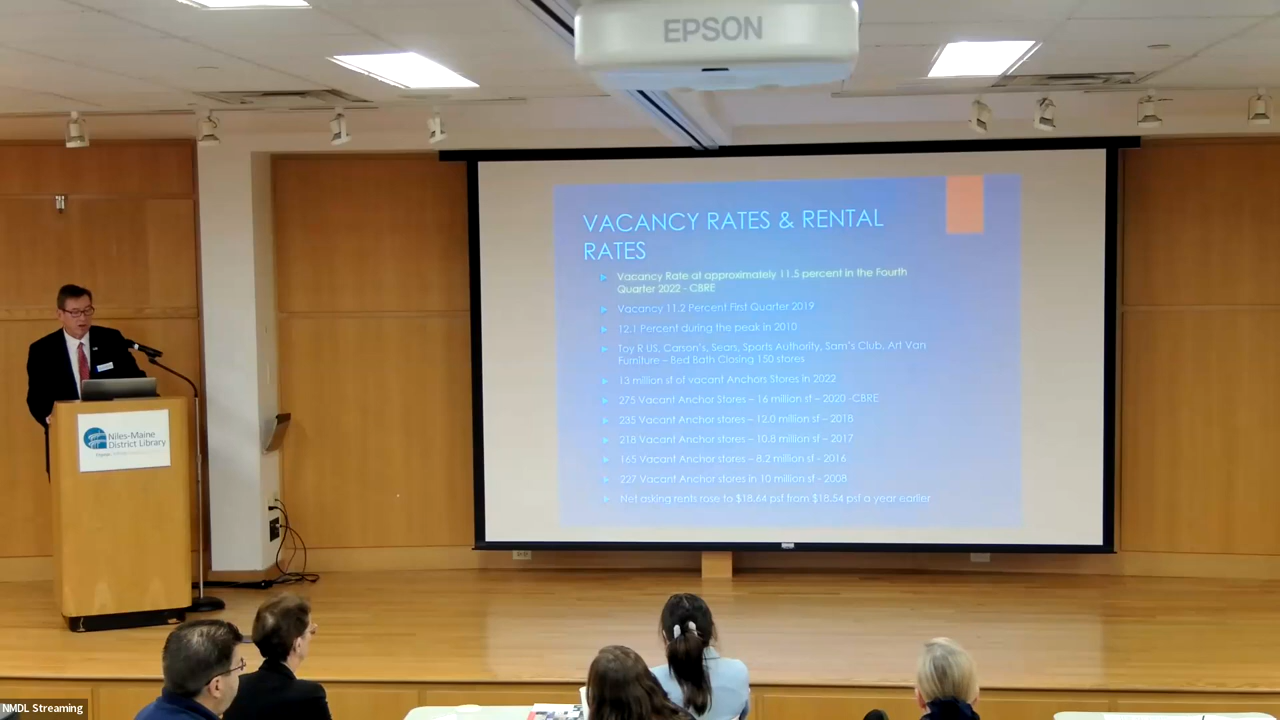 EPSON
VACANCY RATES & RENTAL
RATES
Vacancy Rate at approximately 11.5 percent in the Fourth
Quarter 2022 - CBRE
Vacancy 11.2 Percent First Quarter 2019
12.1 Percent during the peak in 2010
Toy R US, Carson's, Sears, Sports Authority, Sam's Club, Art Van
Furniture – Bed Bath Closing 150 stores
13 million sf of vacant Anchors Stores in 2022
275 Vacant Anchor Stores – 16 million sf – 2020 -CBRE
235 Vacant Anchor stores – 12.0 million sf – 2018
218 Vacant Anchor stores – 10.8 million sf – 2017
165 Vacant Anchor stores – 8.2 million sf - 2016
227 Vacant Anchor stores in 10 million sf - 2008
Net asking rents rose to $18.64 psf from $18.54 psf a year earlier
Niles-Maine
District Library
NMDL Streaming